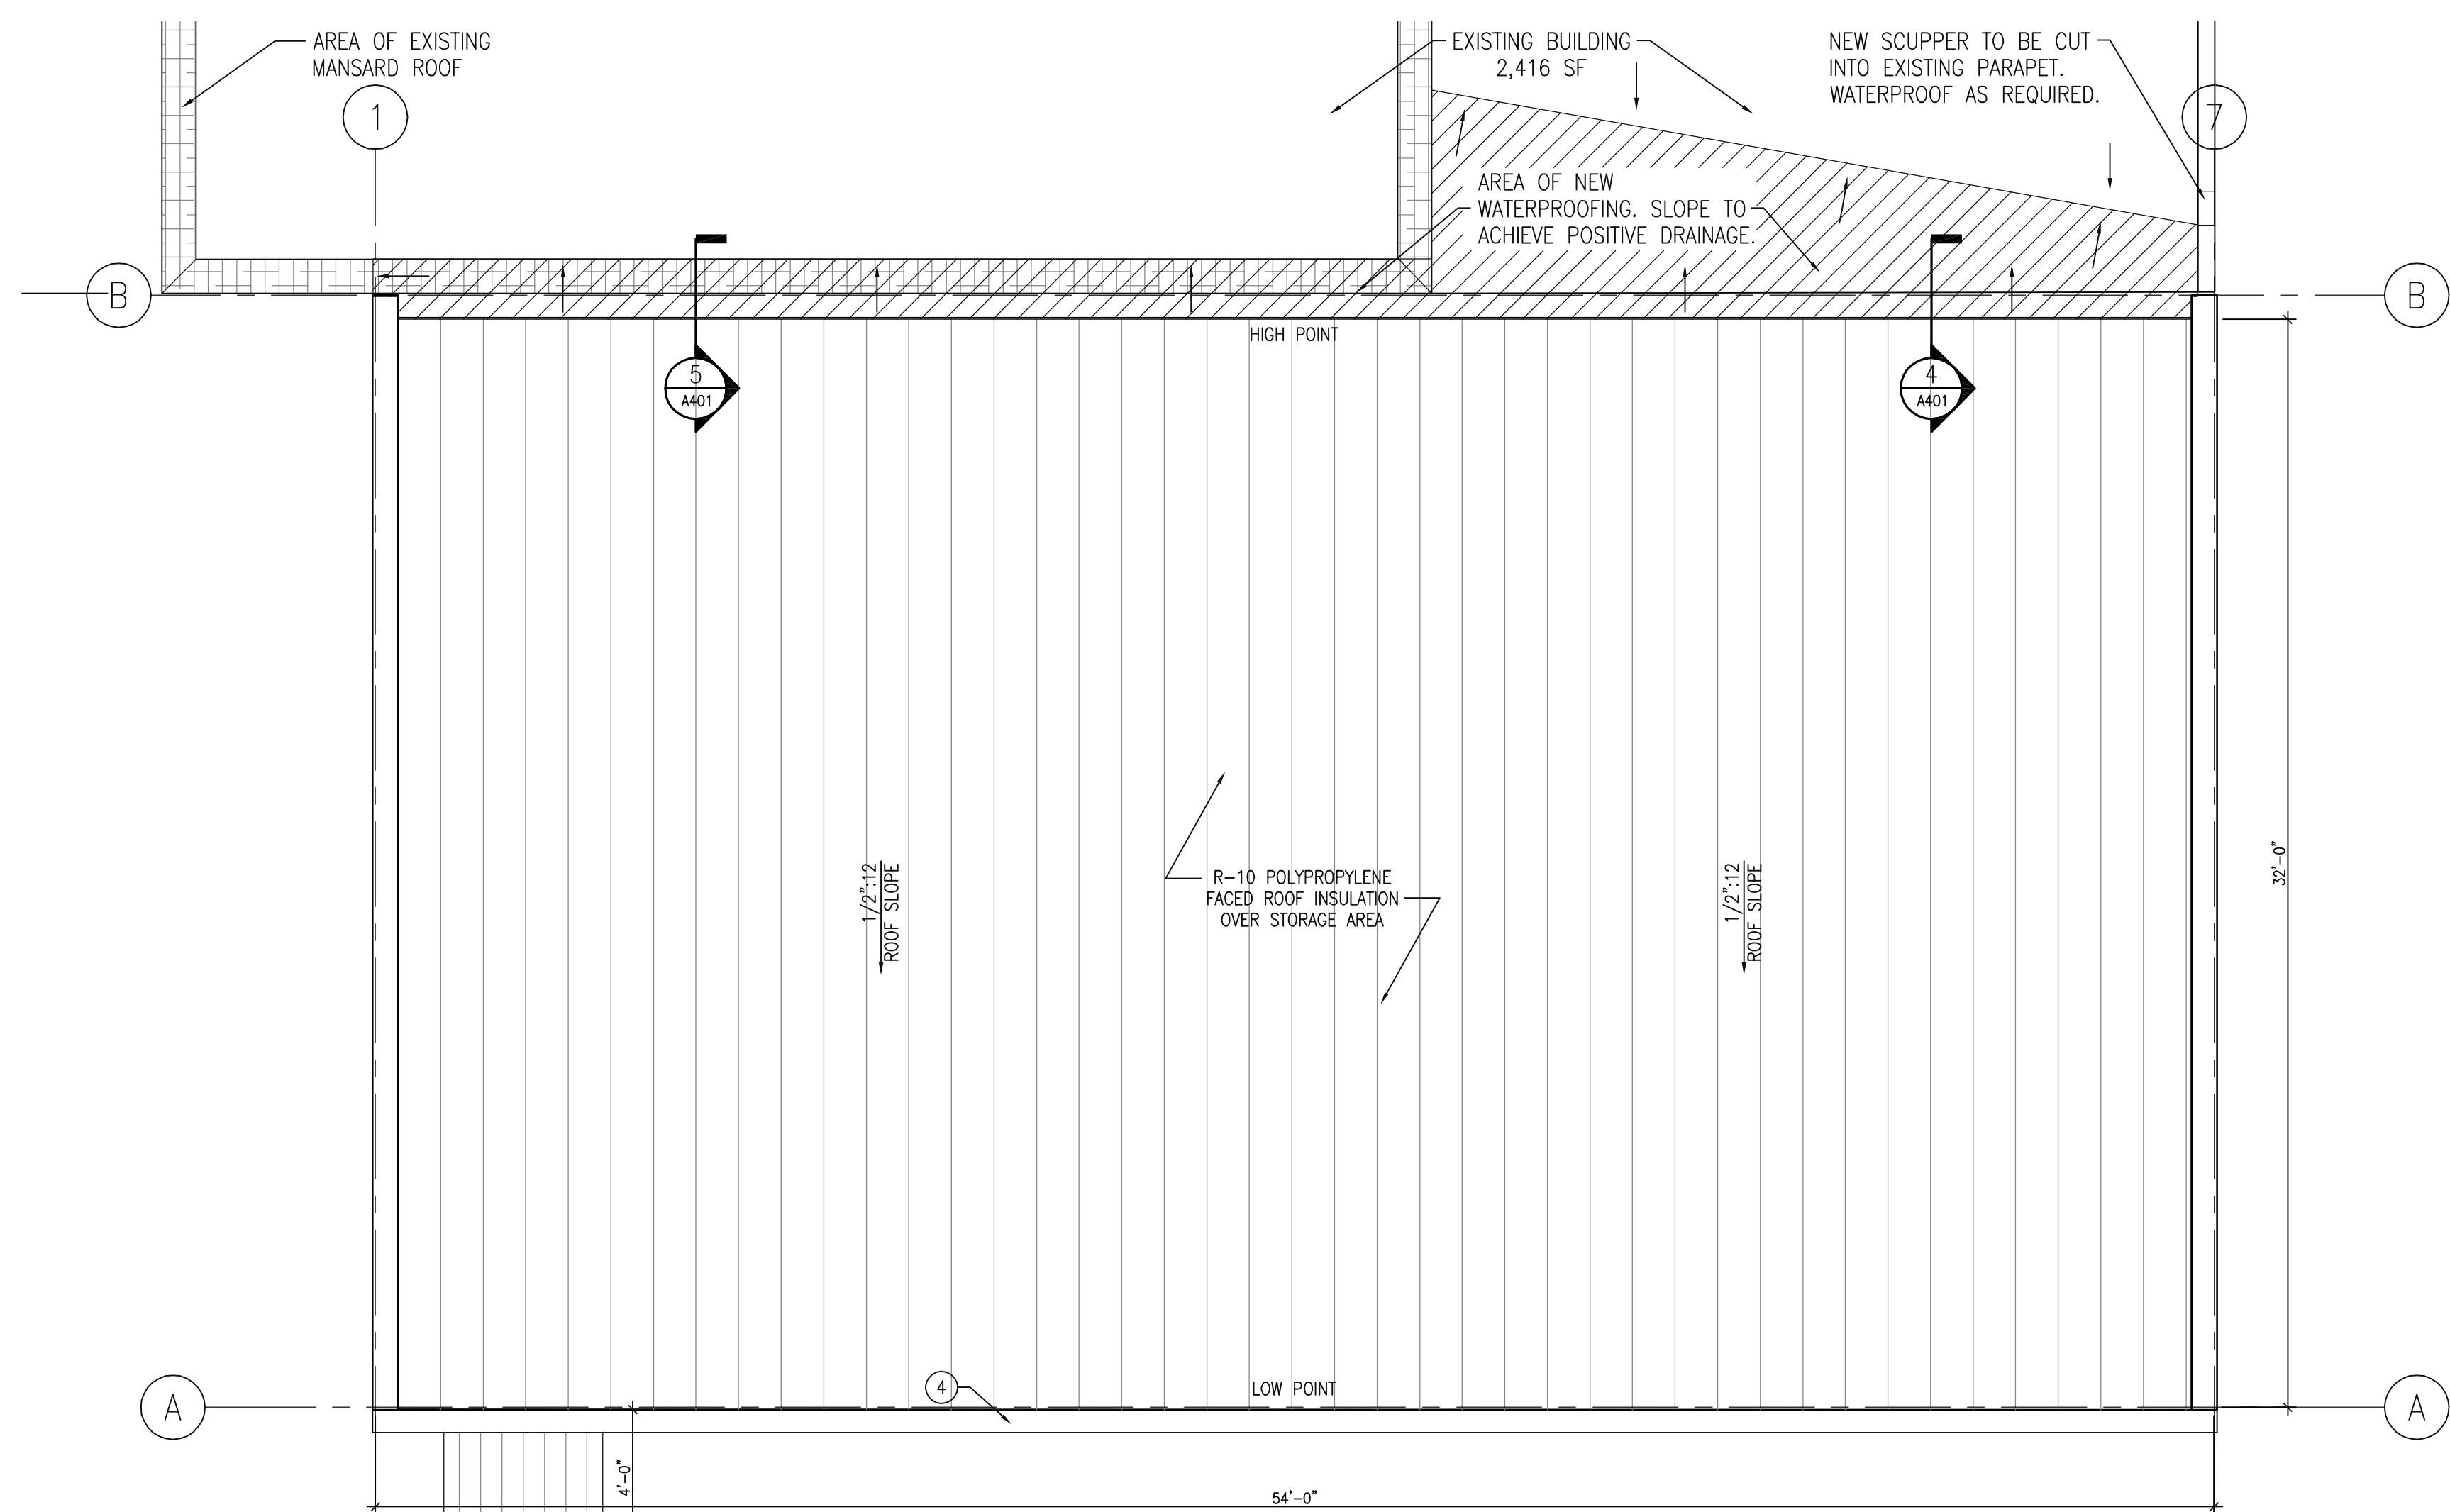 AREA OF EXISTING
MANSARD ROOF
EXISTING BUILDING
2,416 SF
NEW SCUPPER TO BE CUT
INTO EXISTING PARAPET.
WATERPROOF AS REQUIRED.
1
7
AREA OF NEW
WATERPROOFING. SLOPE TO
ACHIEVE POSITIVE DRAINAGE.
B
B
HIGH POINT
5
A401
4
A401
1/2":12
ROOF SLOPE
R-10 POLYPROPYLENE
FACED ROOF INSULATION
OVER STORAGE AREA
1/2":12
ROOF SLOPE
32'-0"
4
LOW POINT
A
A
4'-0"
54'-0"